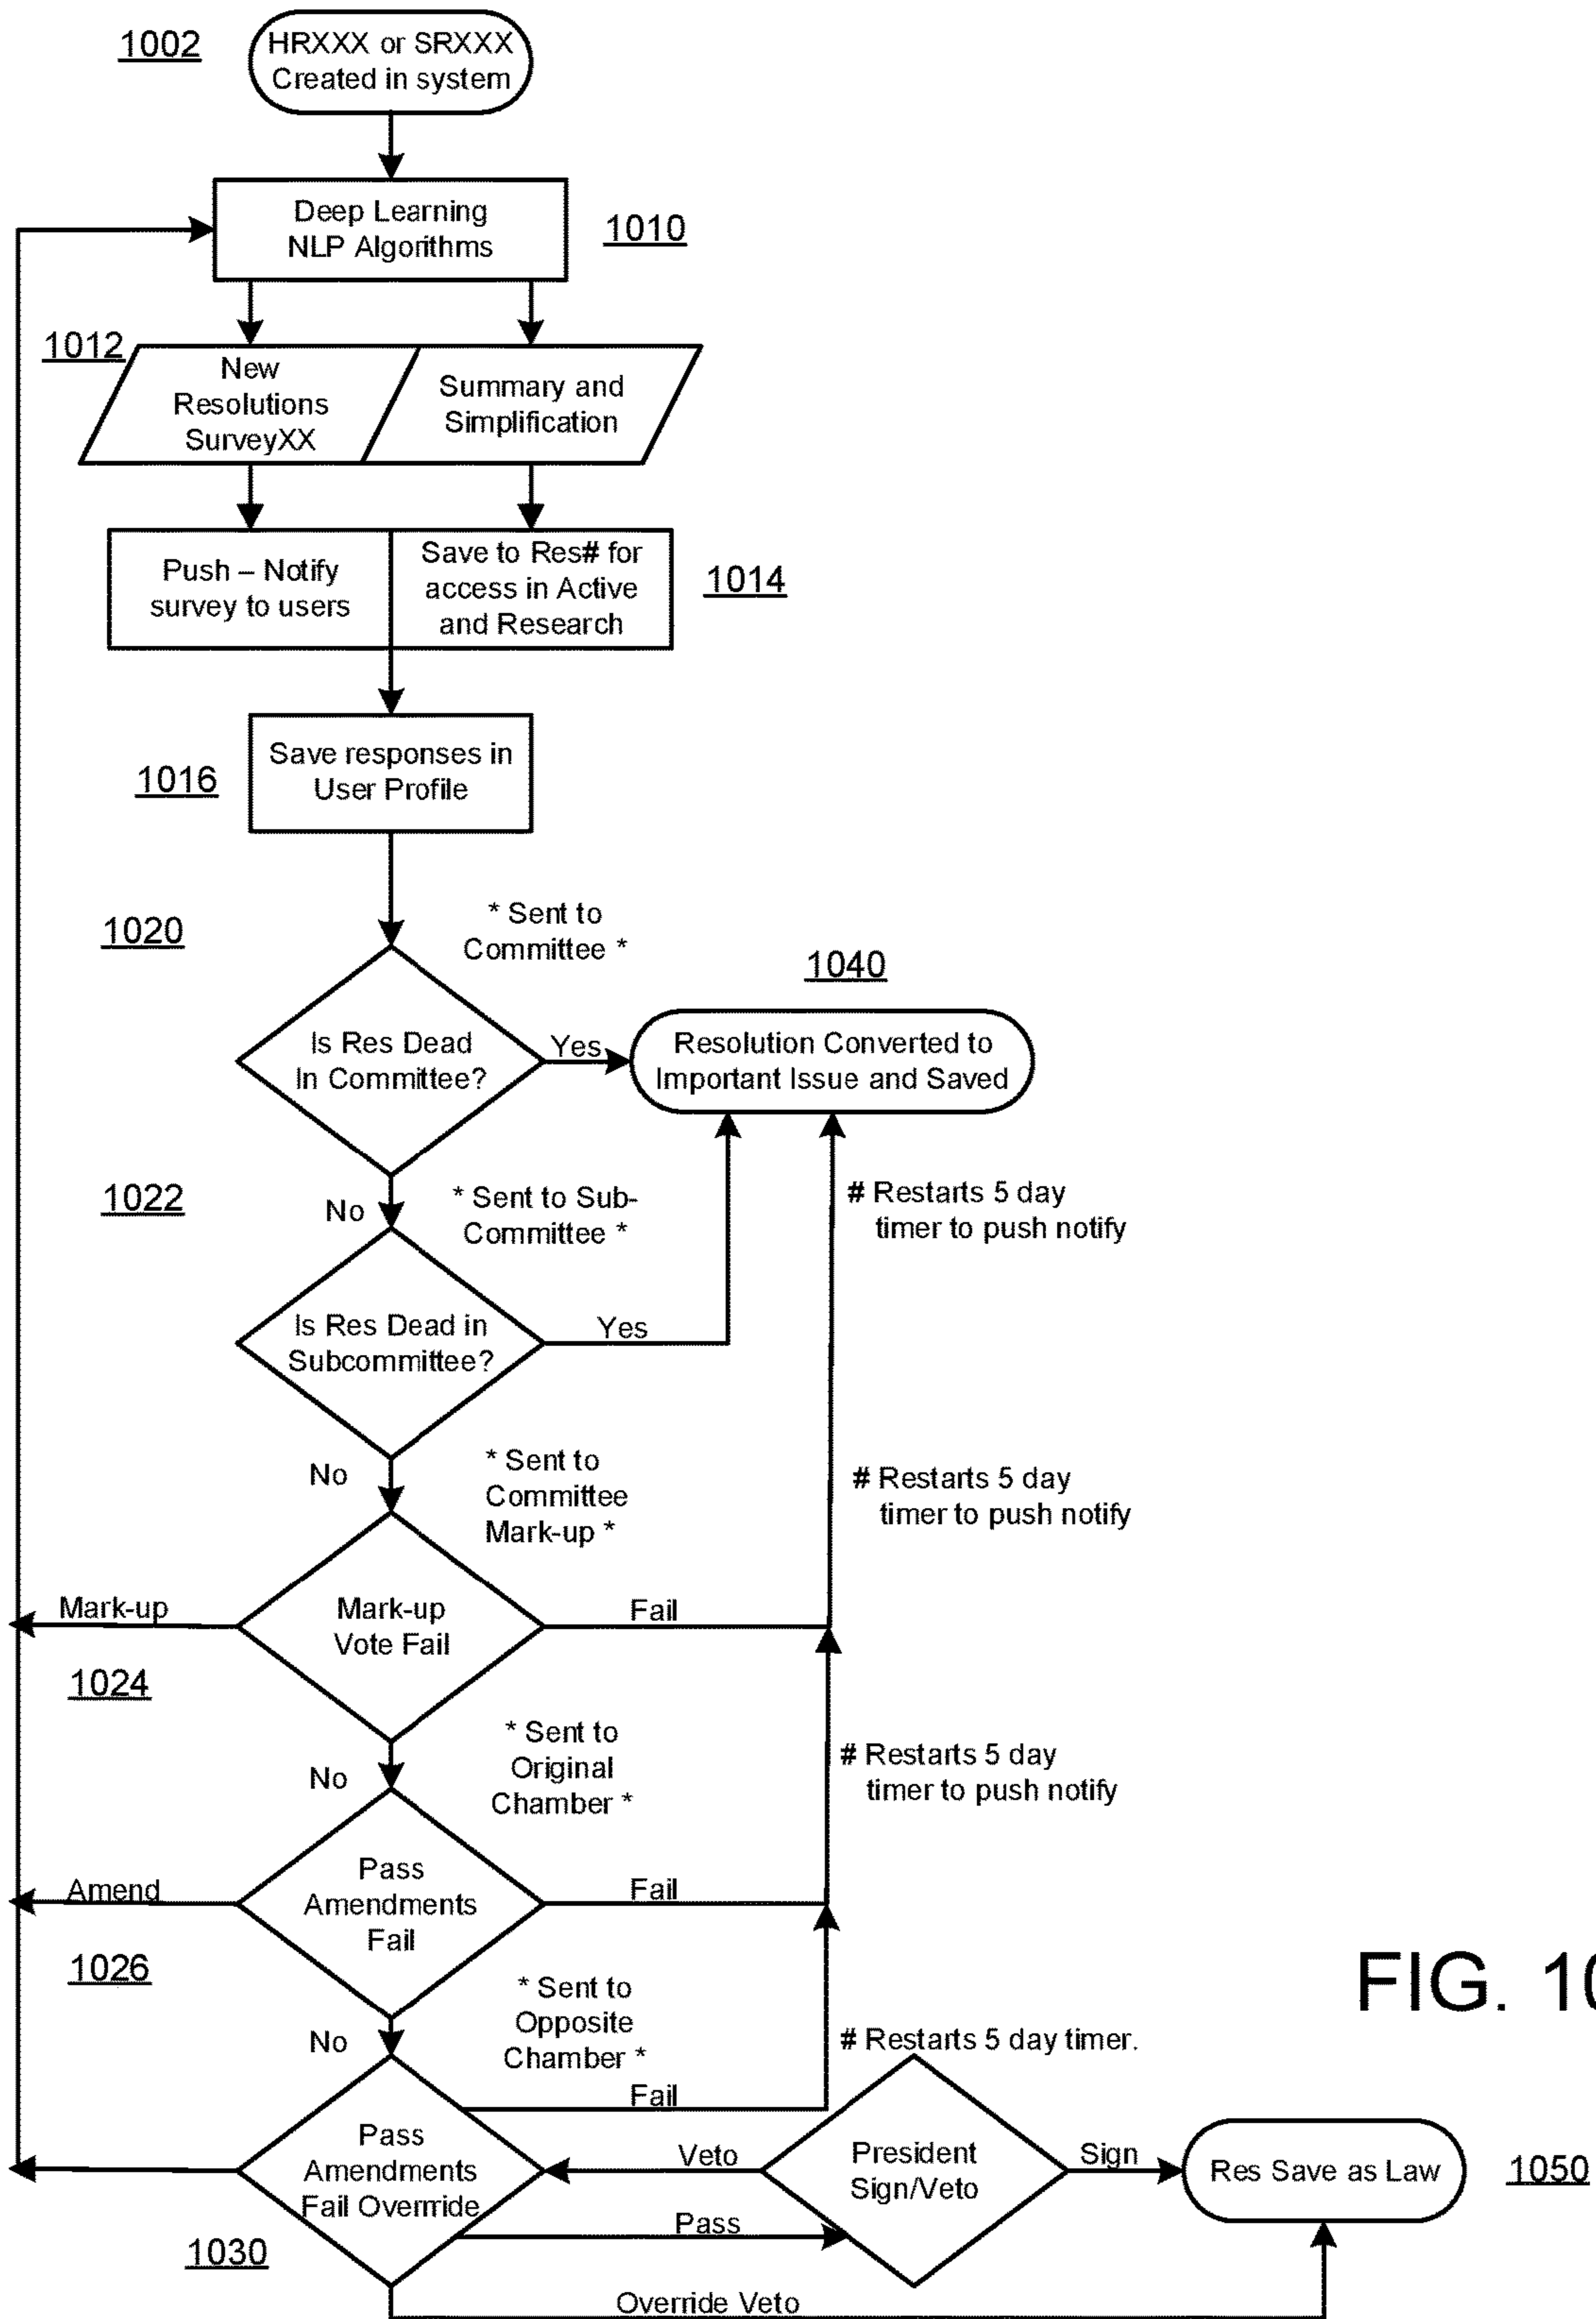 1002
HRXXX or SRXXX
Created in system
Deep Learning
NLP Algorithms
1010
1012
New
Resolutions
SurveyXX
Summary and
Simplification
Push – Notify
survey to users
Save to Res# for
access in Active
and Research
1014
Save responses in
User Profile
1016
1020
* Sent to
Committee *
1040
Is Res Dead
In Committee?
Yes
Resolution Converted to
Important Issue and Saved
1022
No
* Sent to Sub-
Committee *
# Restarts 5 day
timer to push notify
Is Res Dead in
Subcommittee?
Yes
No
* Sent to
Committee
Mark-up *
# Restarts 5 day
timer to push notify
Mark-up
Mark-up
Vote Fail
Fail
1024
No
* Sent to
Original
Chamber *
# Restarts 5 day
timer to push notify
Amend
Pass
Amendments
Fail
Fail
1026
No
* Sent to
Opposite
Chamber *
# Restarts 5 day timer.
FIG. 10
Fail
Pass
Amendments
Fail Overrride
Veto
President
Sign/Veto
Sign
Res Save as Law
1050
Pass
1030
Override Veto